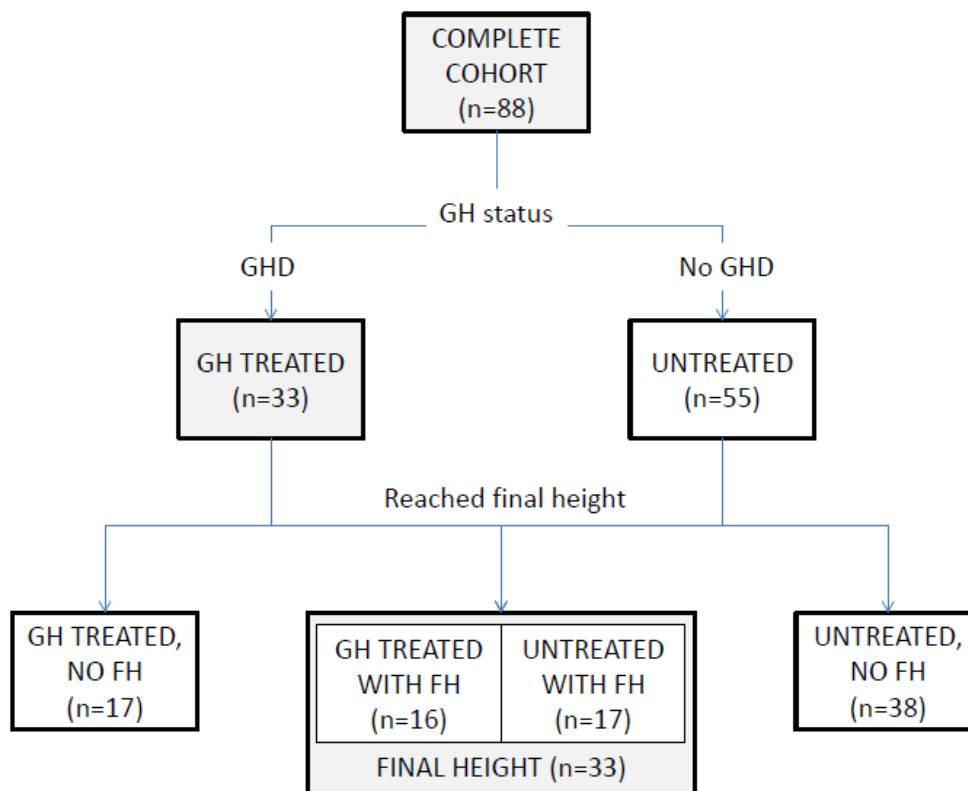 COMPLETE
COHORT
(n=88)
GH status
GHD
No GHD
GH TREATED
(n=33)
UNTREATED
(n=55)
Reached final height
GH TREATED,
NO FH
(n=17)
GH TREATED
WITH FH
(n=16)
UNTREATED
WITH FH
(n=17)
FINAL HEIGHT (n=33)
UNTREATED,
NO FH
(n=38)